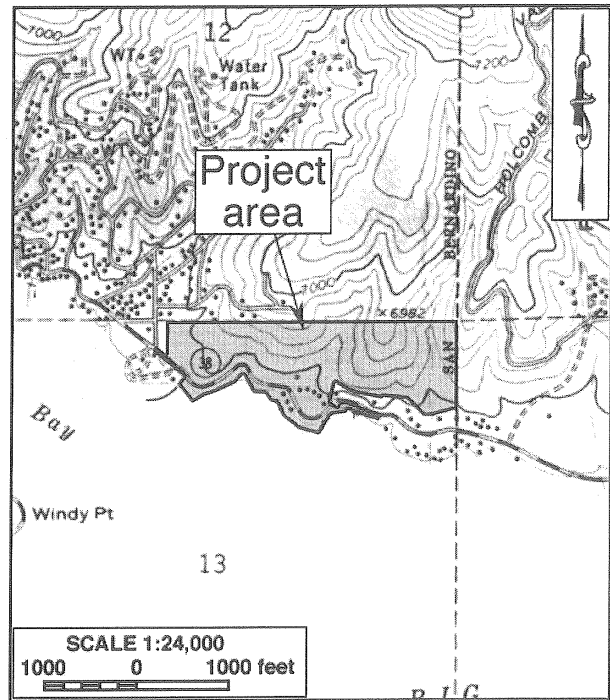 7000
12
WT
Water
Tank
7200
HOLCOMB
BERNARDINO
Project
area
7000
× 6982
38
SAN
Bay
Windy Pt
13
SCALE 1:24,000
1000 0 1000 feet
B I G